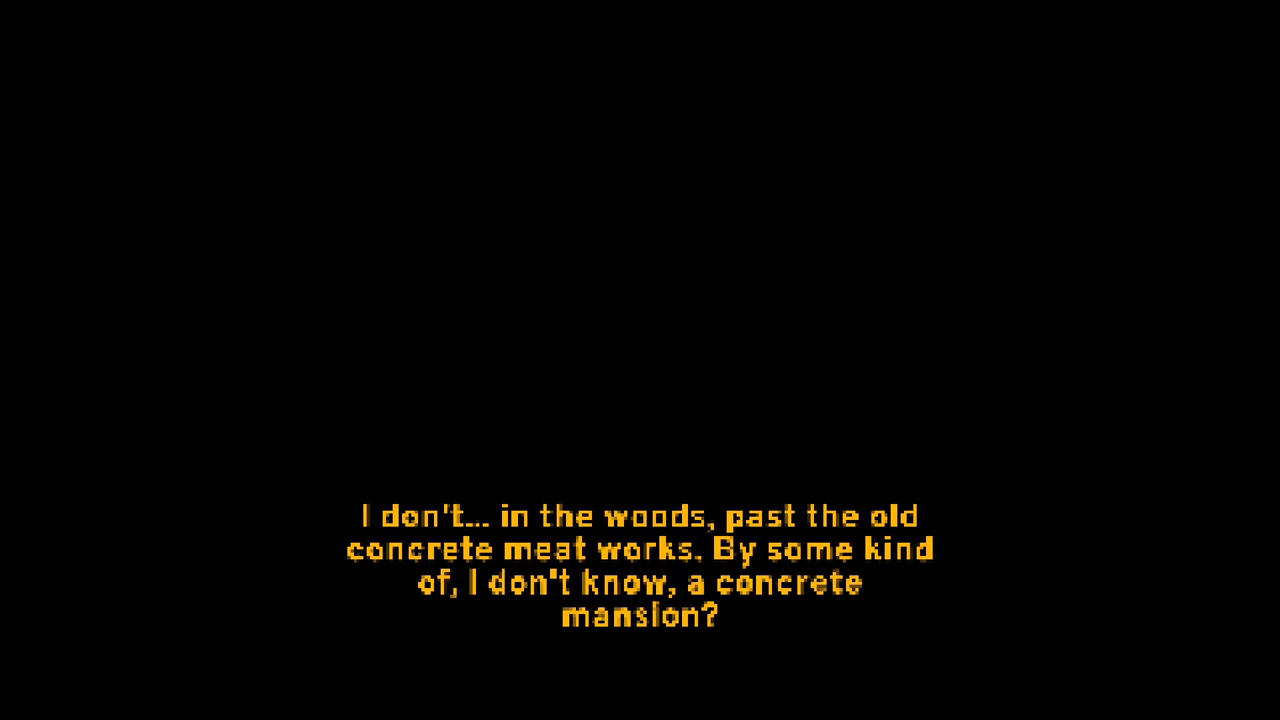 I don't... in the woods, past the old
concrete meat works. By some kind
of, I don't know, a concrete
mansion?